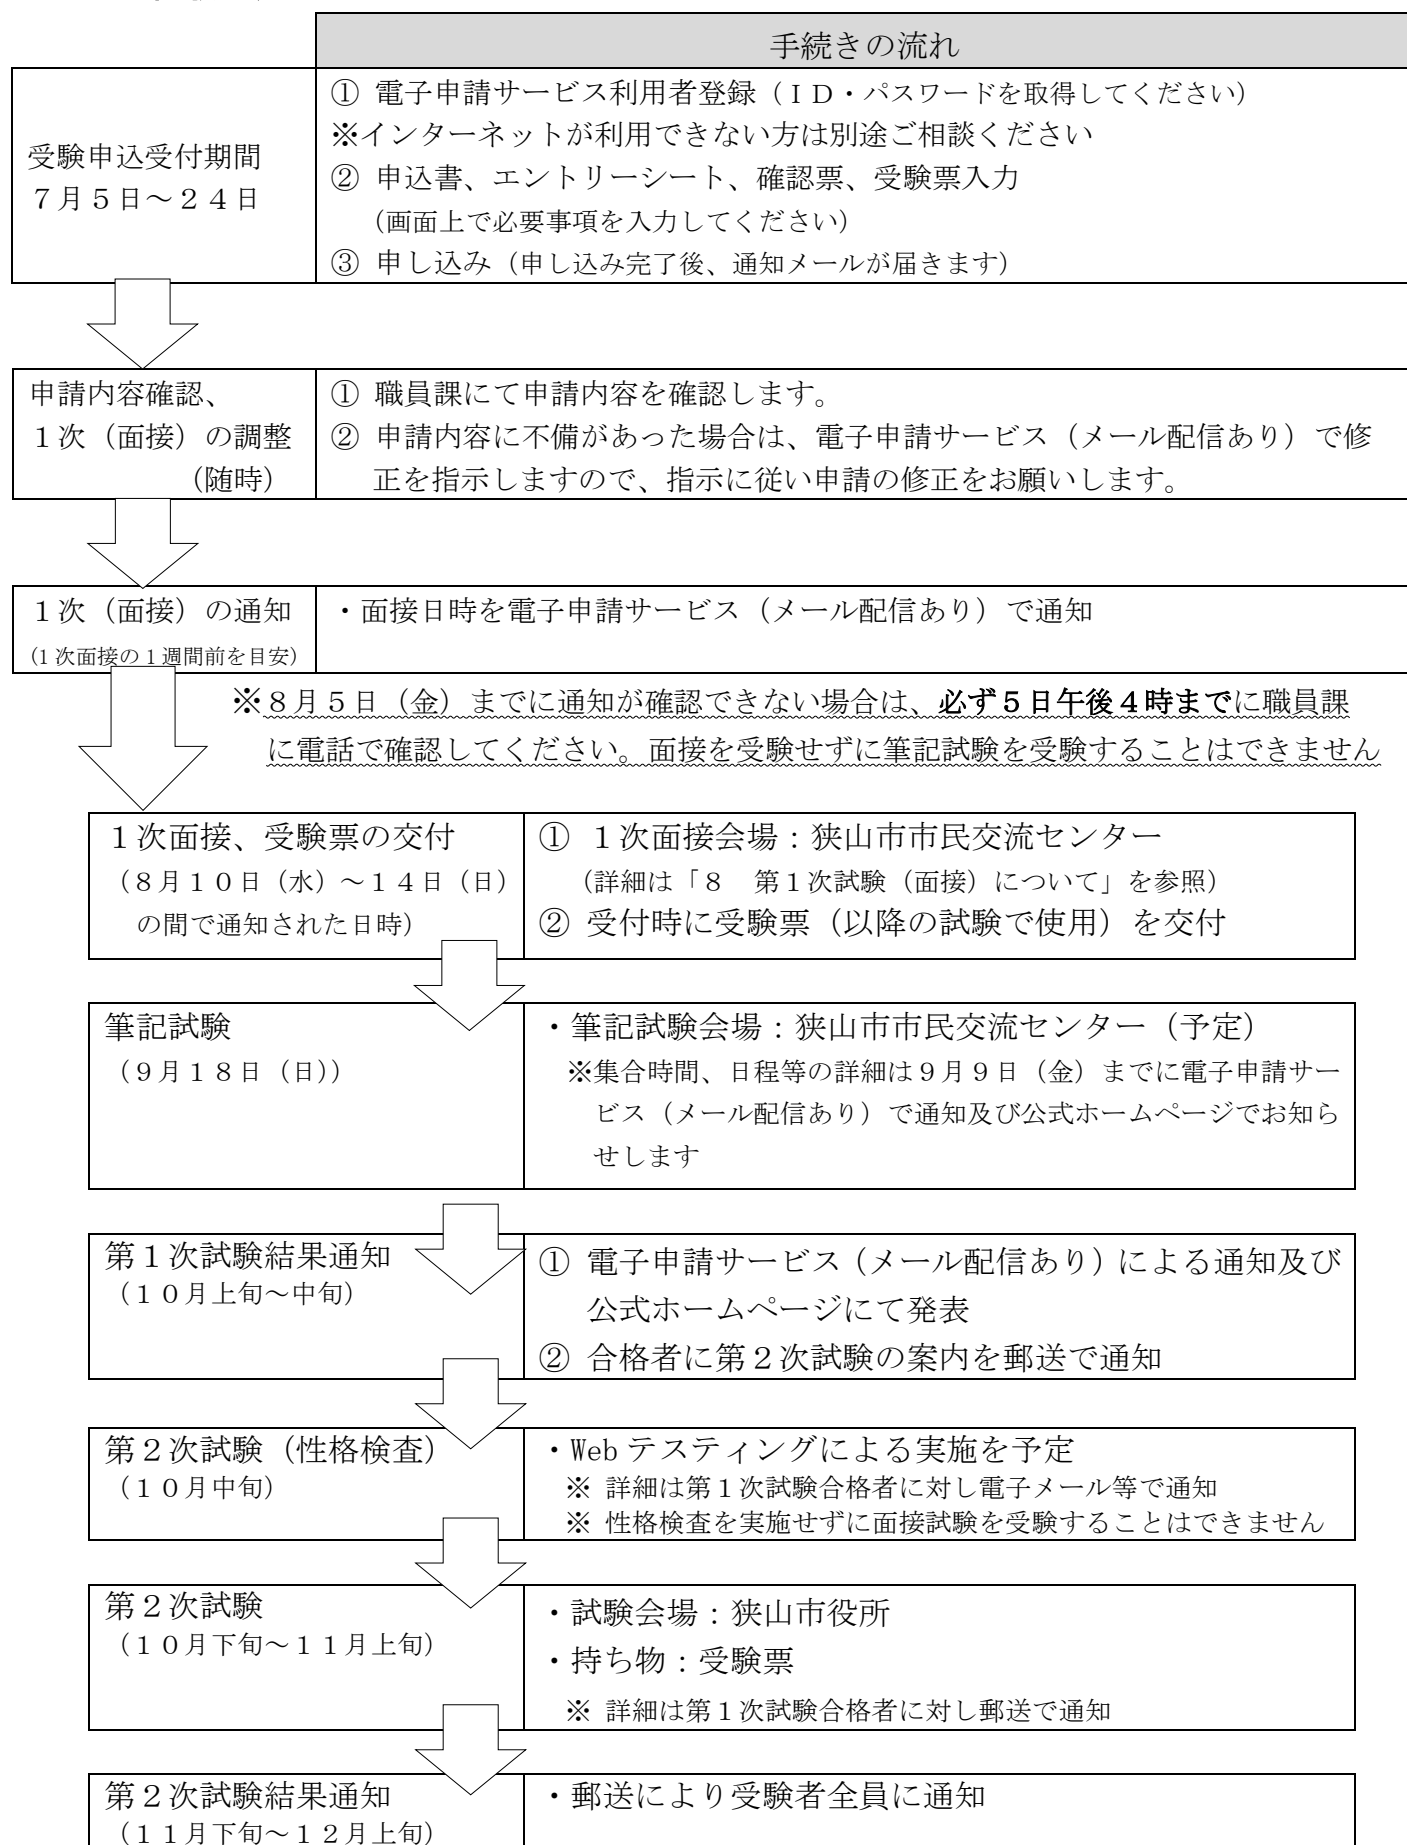 手続きの流れ
受験申込受付期間
７月５日～２４日
① 電子申請サービス利用者登録（ＩＤ・パスワードを取得してください）
※インターネットが利用できない方は別途ご相談ください
② 申込書、エントリーシート、確認票、受験票入力
（画面上で必要事項を入力してください）
③ 申し込み（申し込み完了後、通知メールが届きます）
申請内容確認、
１次（面接）の調整
（随時）
① 職員課にて申請内容を確認します。
② 申請内容に不備があった場合は、電子申請サービス（メール配信あり）で修
正を指示しますので、指示に従い申請の修正をお願いします。
１次（面接）の通知
（1 次面接の１週間前を目安）
・面接日時を電子申請サービス（メール配信あり）で通知
※８月５日（金）までに通知が確認できない場合は、必ず５日午後４時までに職員課
に電話で確認してください。面接を受験せずに筆記試験を受験することはできません
１次面接、受験票の交付
（８月１０日（水）～１４日（日）
の間で通知された日時）
① １次面接会場：狭山市市民交流センター
（詳細は「８　第１次試験（面接）について」を参照）
② 受付時に受験票（以降の試験で使用）を交付
筆記試験
（９月１８日（日））
・筆記試験会場：狭山市市民交流センター（予定）
※集合時間、日程等の詳細は９月９日（金）までに電子申請サー
ビス（メール配信あり）で通知及び公式ホームページでお知ら
せします
第１次試験結果通知
（１０月上旬～中旬）
① 電子申請サービス（メール配信あり）による通知及び
公式ホームページにて発表
② 合格者に第２次試験の案内を郵送で通知
第２次試験（性格検査）
（１０月中旬）
・Web テスティングによる実施を予定
※ 詳細は第１次試験合格者に対し電子メール等で通知
※ 性格検査を実施せずに面接試験を受験することはできません
第２次試験
（１０月下旬～１１月上旬）
・試験会場：狭山市役所
・持ち物：受験票
※ 詳細は第１次試験合格者に対し郵送で通知
第２次試験結果通知
（１１月下旬～１２月上旬）
・郵送により受験者全員に通知